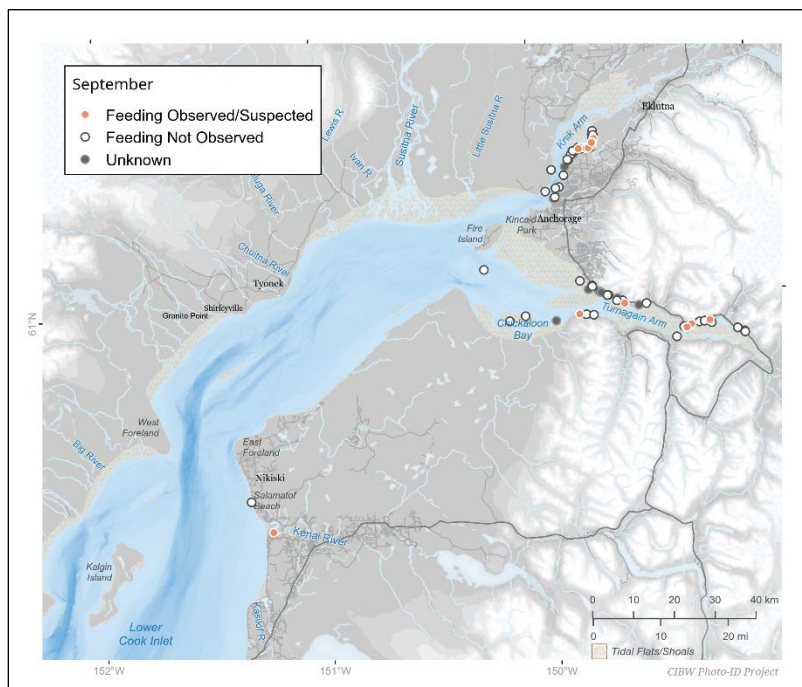 September
Feeding Observed/Suspected
Feeding Not Observed
Unknown
Lewis R
Ivan R
Susitna River
Little Susitna R
Knik Arm
Eklutna
eluga River
Kincaid
Park
Anchorage
Fire
Island
Chuitna River
Tyonek
Shirleyville
Granite Point
61°N
Turnagain Arm
Chickaloon
Bay
West
Foreland
East
Foreland
Big River
Nikiski
Salamatof
Beach
Kenai River
Kalgin
Island
Kasilof R
Lower
Cook Inlet
0 10 20 30 40 km
0 10 20 mi
Tidal Flats/Shoals
CIBW Photo-ID Project
152°W
151°W
150°W